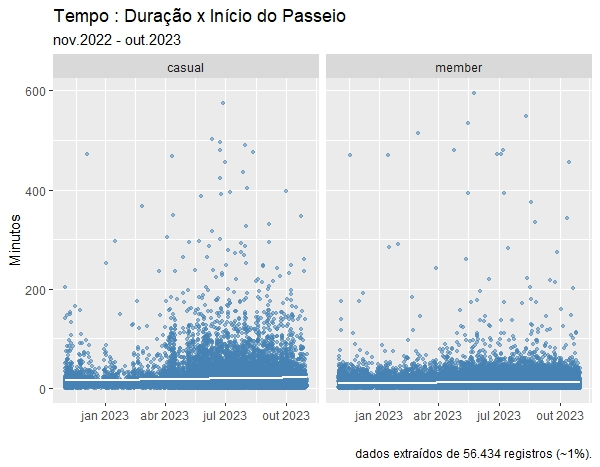 Tempo : Duração x Início do Passeio
nov.2022 - out.2023
casual
member
600
400
200
0
Minutos
jan 2023 abr 2023 jul 2023 out 2023
jan 2023 abr 2023 jul 2023 out 2023
dados extraídos de 56.434 registros (~1%).